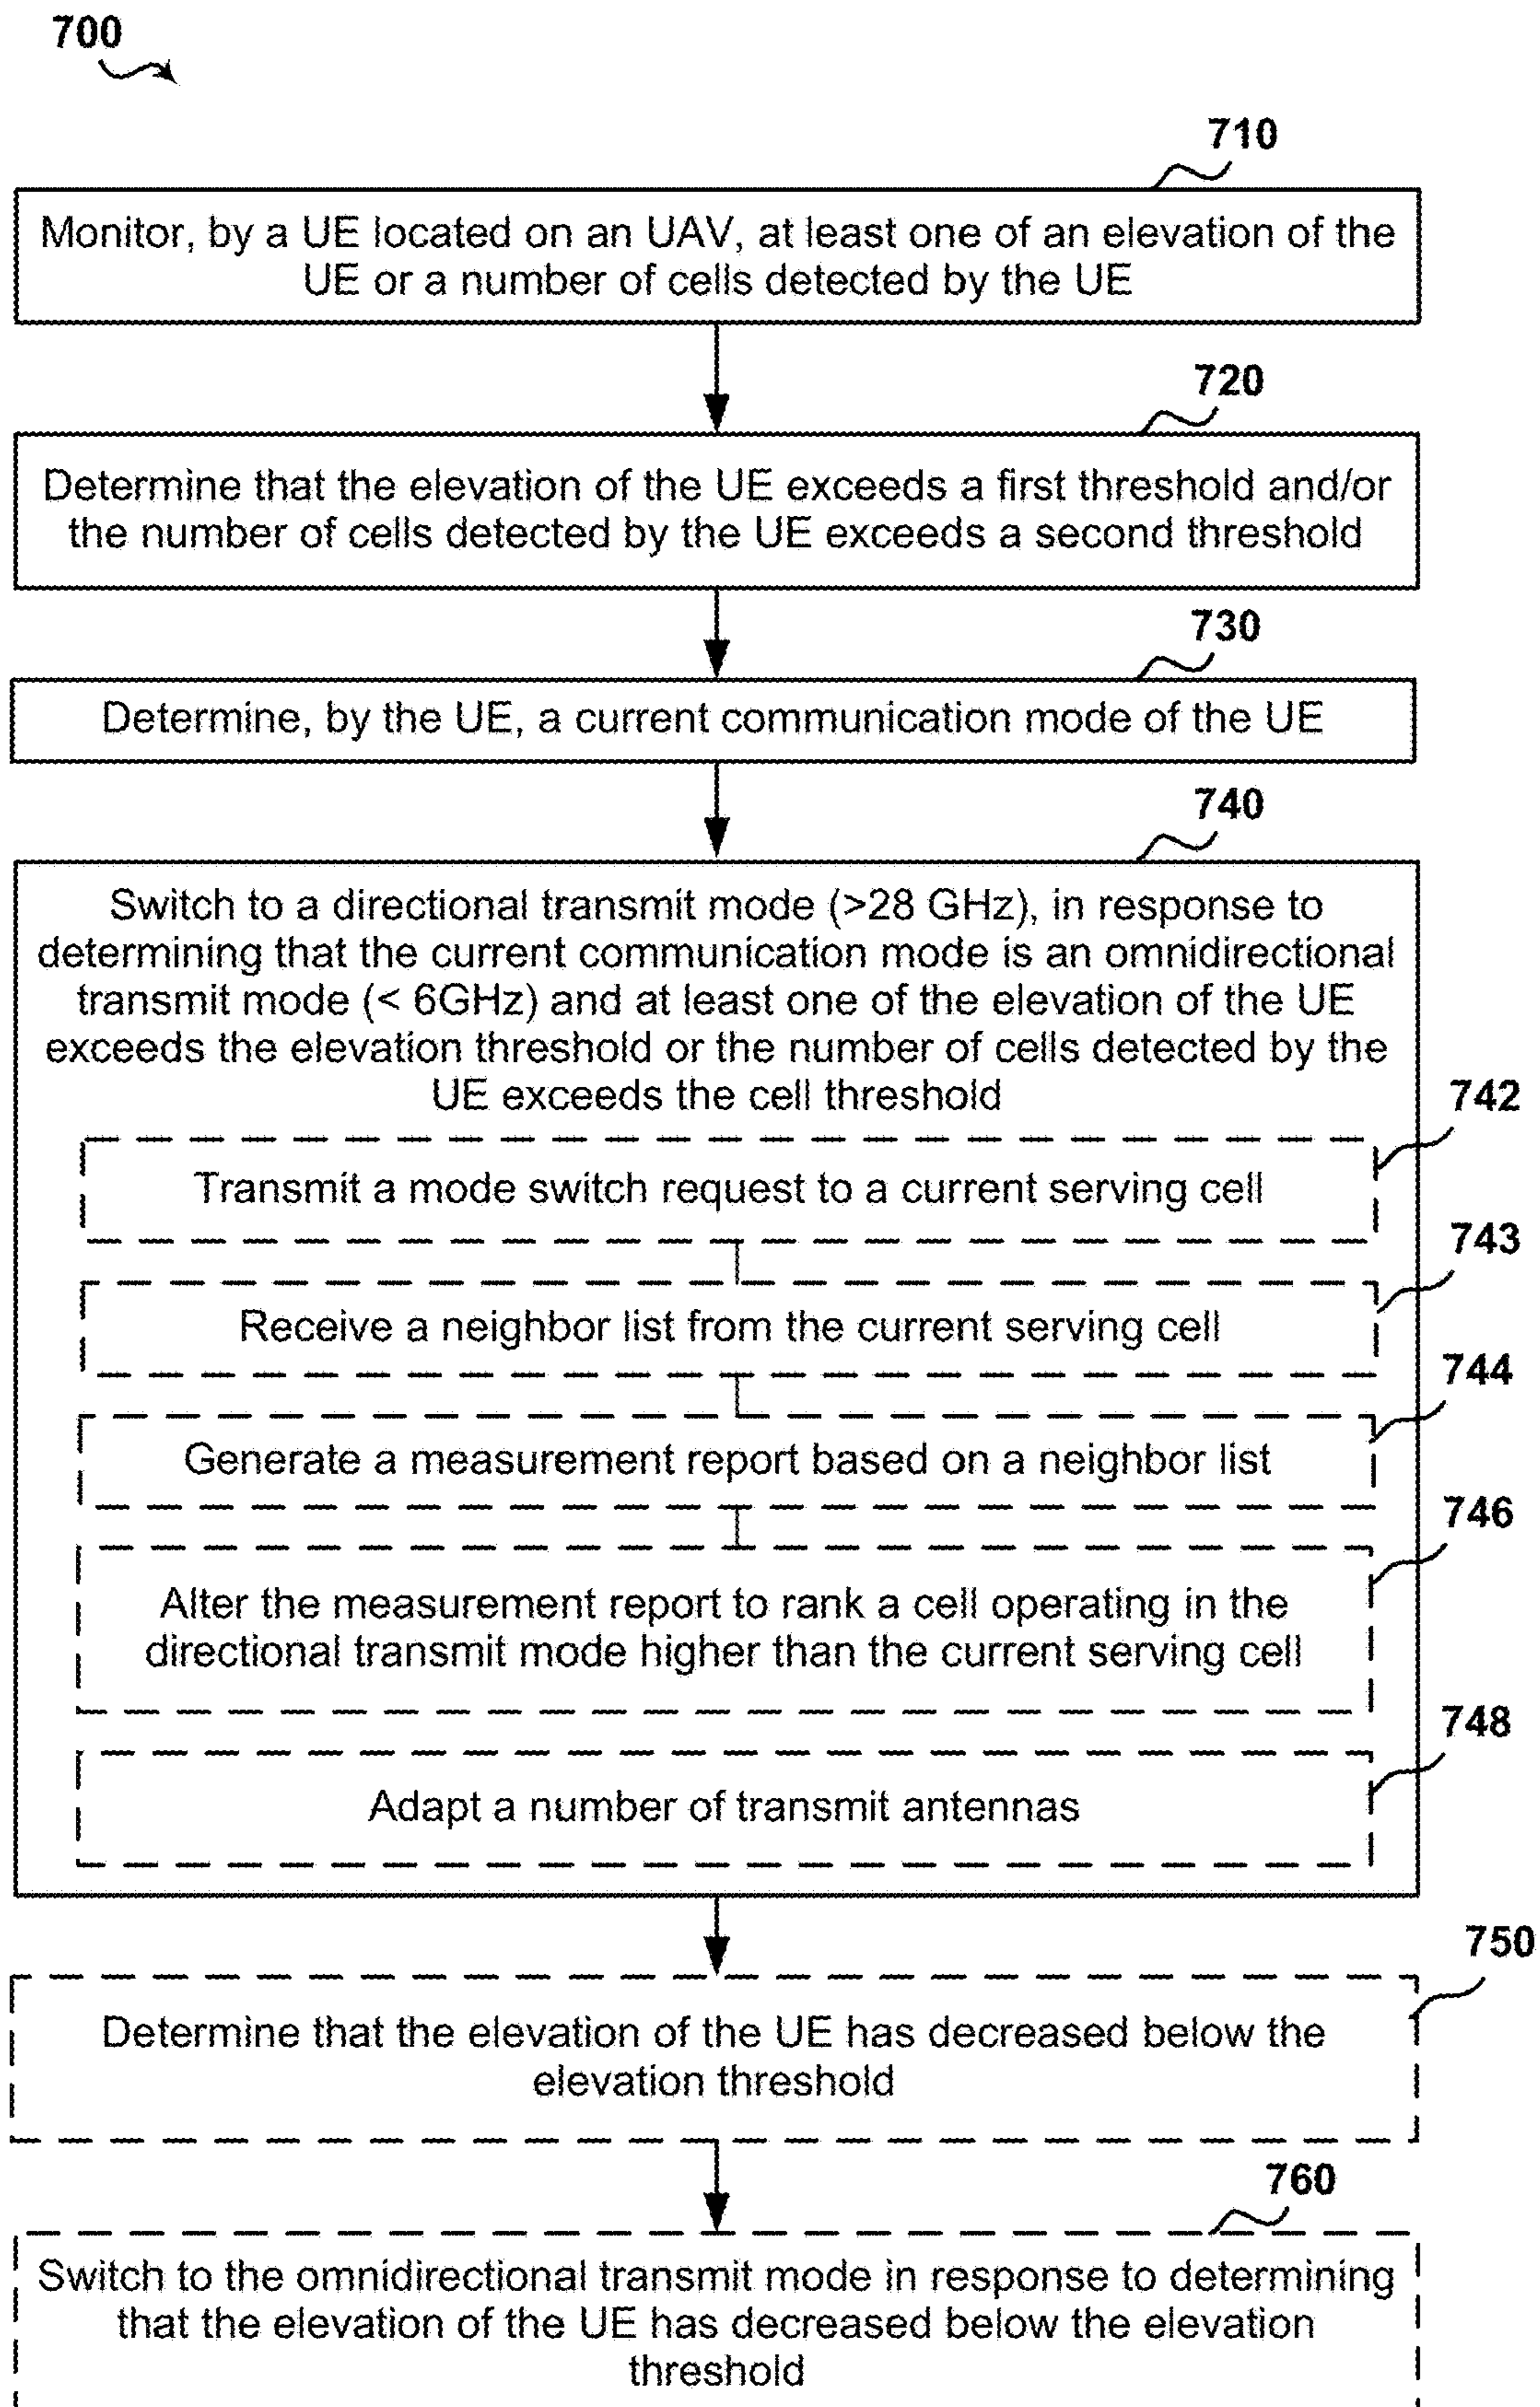 700
710
Monitor, by a UE located on an UAV, at least one of an elevation of the
UE or a number of cells detected by the UE
720
Determine that the elevation of the UE exceeds a first threshold and/or
the number of cells detected by the UE exceeds a second threshold
730
Determine, by the UE, a current communication mode of the UE
740
Switch to a directional transmit mode (>28 GHz), in response to
determining that the current communication mode is an omnidirectional
transmit mode (< 6GHz) and at least one of the elevation of the UE
exceeds the elevation threshold or the number of cells detected by the
UE exceeds the cell threshold
742
Transmit a mode switch request to a current serving cell
743
Receive a neighbor list from the current serving cell
744
Generate a measurement report based on a neighbor list
746
Alter the measurement report to rank a cell operating in the
directional transmit mode higher than the current serving cell
748
Adapt a number of transmit antennas
750
Determine that the elevation of the UE has decreased below the
elevation threshold
760
Switch to the omnidirectional transmit mode in response to determining
that the elevation of the UE has decreased below the elevation
threshold